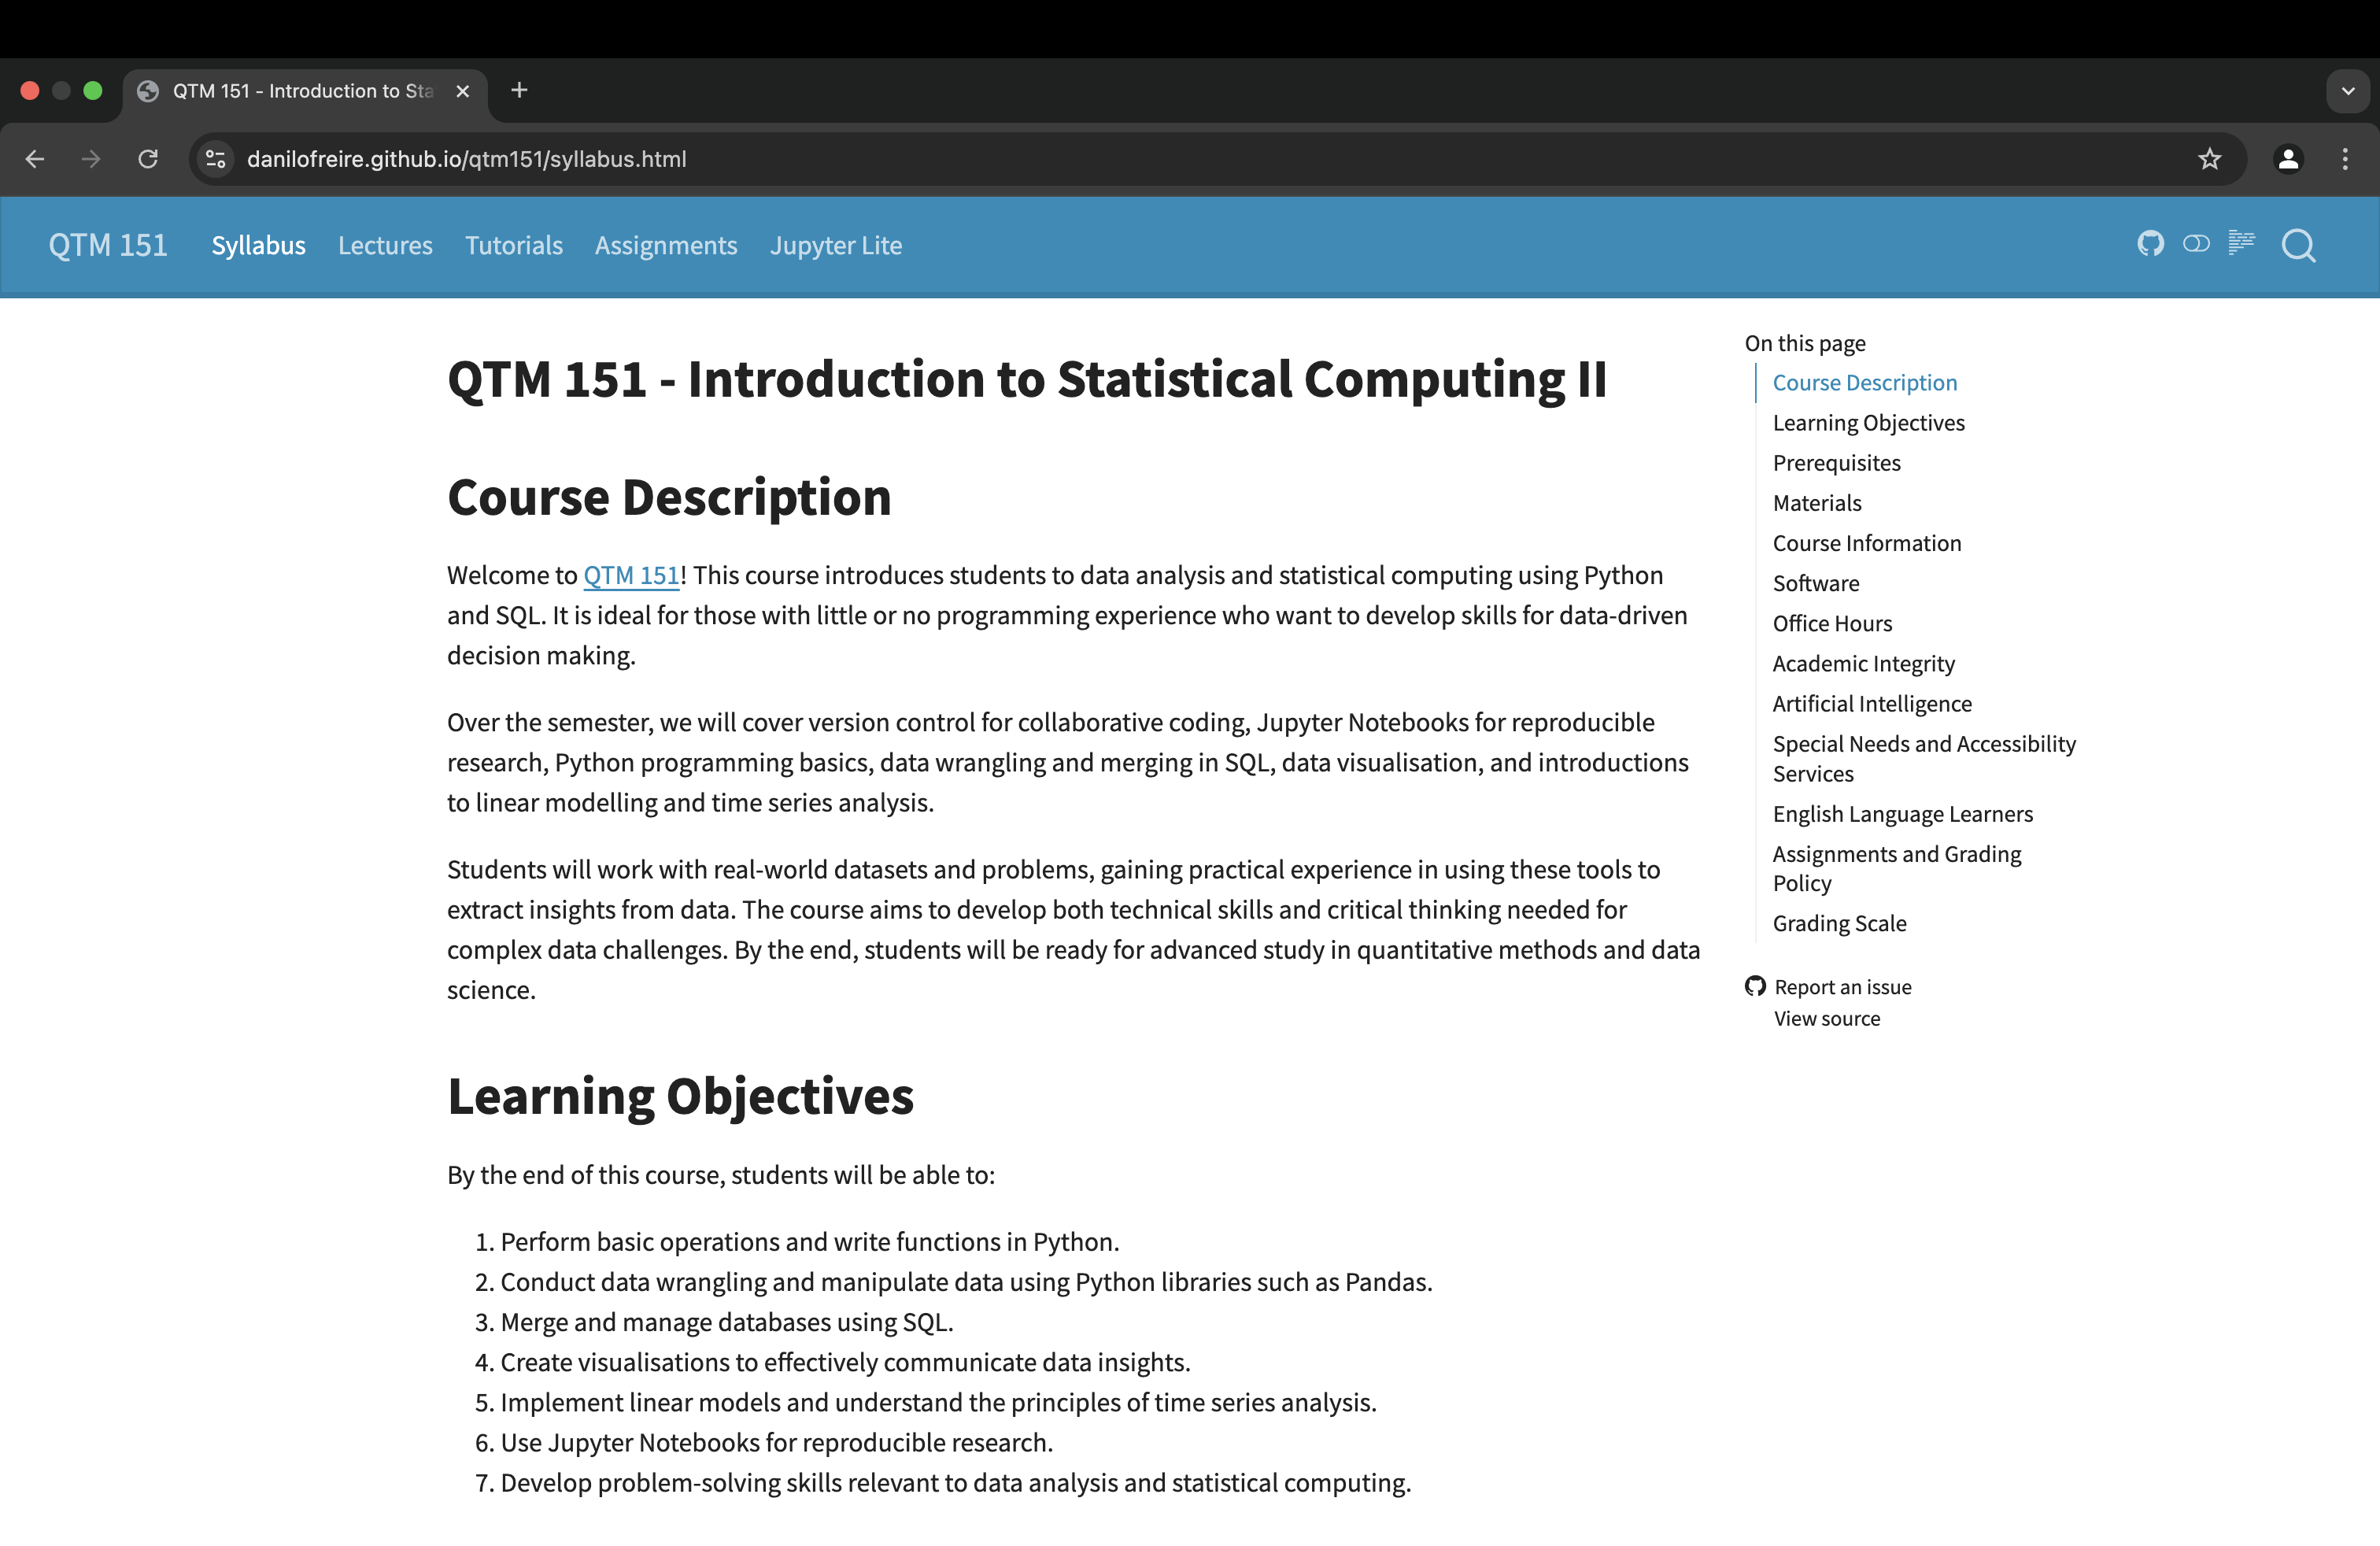 QTM 151 - Introduction to Sta
danilofreire.github.io/qtm151/syllabus.html
QTM 151 Syllabus Lectures Tutorials Assignments Jupyter Lite
QTM 151 - Introduction to Statistical Computing II
Course Description
Welcome to QTM 151! This course introduces students to data analysis and statistical computing using Python
and SQL. It is ideal for those with little or no programming experience who want to develop skills for data-driven
decision making.
Over the semester, we will cover version control for collaborative coding, Jupyter Notebooks for reproducible
research, Python programming basics, data wrangling and merging in SQL, data visualisation, and introductions
to linear modelling and time series analysis.
Students will work with real-world datasets and problems, gaining practical experience in using these tools to
extract insights from data. The course aims to develop both technical skills and critical thinking needed for
complex data challenges. By the end, students will be ready for advanced study in quantitative methods and data
science.
Learning Objectives
By the end of this course, students will be able to:
1. Perform basic operations and write functions in Python.
2. Conduct data wrangling and manipulate data using Python libraries such as Pandas.
3. Merge and manage databases using SQL.
4. Create visualisations to effectively communicate data insights.
5. Implement linear models and understand the principles of time series analysis.
6. Use Jupyter Notebooks for reproducible research.
7. Develop problem-solving skills relevant to data analysis and statistical computing.
On this page
Course Description
Learning Objectives
Prerequisites
Materials
Course Information
Software
Office Hours
Academic Integrity
Artificial Intelligence
Special Needs and Accessibility
Services
English Language Learners
Assignments and Grading
Policy
Grading Scale
Report an issue
View source